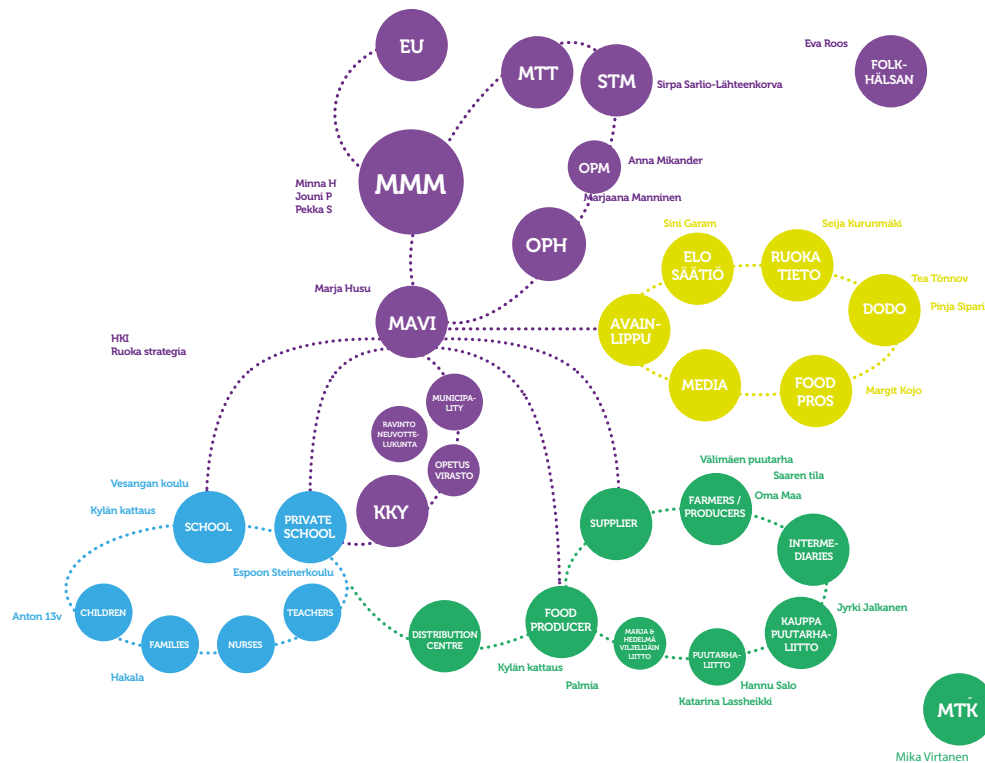 EU
MTT
STM
Sirpa Sarlio-Lähteenkorva
Eva Roos
FOLK-
HÄLSAN
MMM
Minna H
Jouni P
Pekka S
OPM
Anna Mikander
Marjaana Manninen
OPH
Marja Husu
MAVI
HKI
Ruoka strategia
Sini Garam
ELO
SÄÄTIÖ
Seija Kurunmäki
RUOKA
TIETO
Tea Tönnov
DODO
Pinja Sipari
AVAIN-
LIPPU
MEDIA
FOOD
PROS
Margit Kojo
MUNICIPA-
LITY
RAVINTO
NEUVOTTE-
LUKUNTA
OPETUS
VIRASTO
KKY
Vesangan koulu
Kylän kattaus
SCHOOL
PRIVATE
SCHOOL
Espoon Steinerkoulu
Anton 13v
CHILDREN
FAMILIES
NURSES
TEACHERS
Hakala
SUPPLIER
Välimäen puutarha
Saaren tila
Oma Maa
FARMERS /
PRODUCERS
INTERME-
DIARIES
Jyrki Jalkanen
KAUPPA
PUUTARHA-
LIITTO
DISTRIBUTION
CENTRE
FOOD
PRODUCER
Kylän kattaus
MARJA &
HEDELMÄ
VILJELIJÄIN
LIITTO
Palmia
PUUTARHA-
LIITTO
Hannu Salo
Katarina Lassheikki
MTK
-
Mika Virtanen